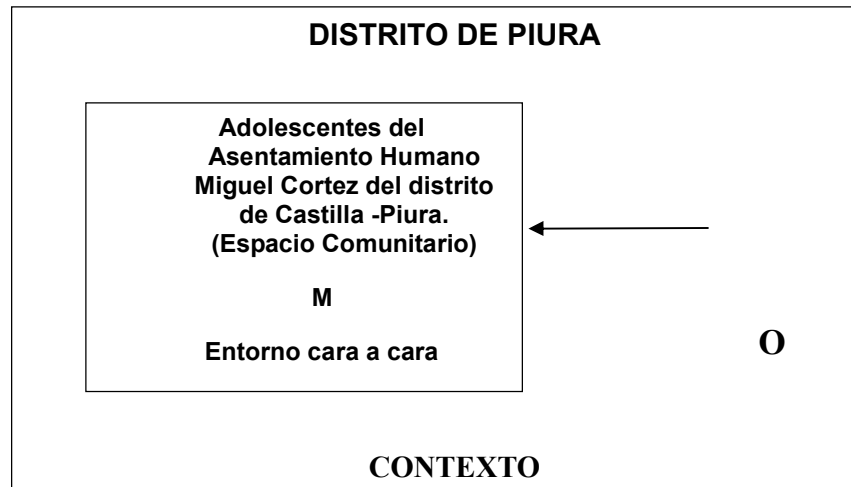 DISTRITO DE PIURA
Adolescentes del
Asentamiento Humano
Miguel Cortez del distrito
de Castilla -Piura.
(Espacio Comunitario)
M
Entorno cara a cara
O
CONTEXTO